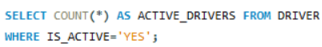 SELECT COUNT(*) AS ACTIVE_DRIVERS FROM DRIVER
WHERE IS_ACTIVE='YES';